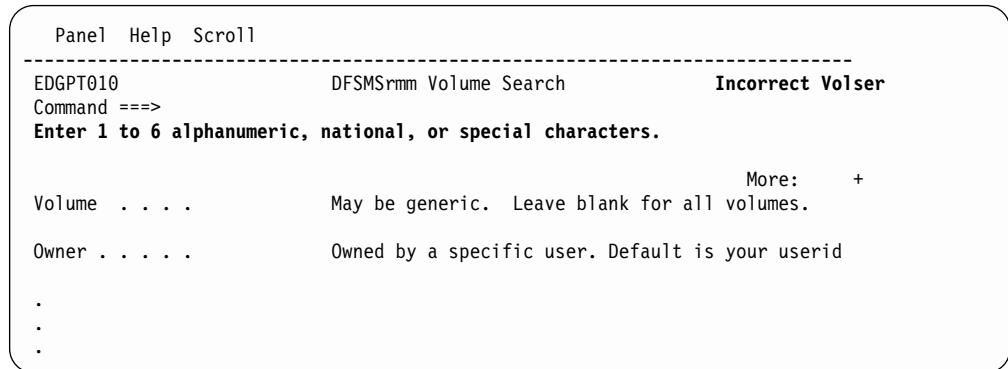 Panel Help Scroll
------------------------------------------------------------------------------
EDGPT010 DFSMSrmm Volume Search Incorrect Volser
Command ===>
Enter 1 to 6 alphanumeric, national, or special characters.
More: +
Volume . . . . May be generic. Leave blank for all volumes.
Owner . . . . . Owned by a specific user. Default is your userid
.
.
.